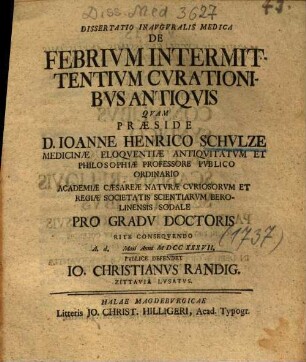 Diss. Med 3627
DISSERTATIO INAVGVRALIS MEDICA
DE
FEBRIVM INTERMIT-
TENTIVM CVRATIONI-
BVS ANTIQVIS
QVAM
PRÆSIDE
D. IOANNE HENRICO SCHVLZE
MEDICINÆ ELOQVENTIÆ ANTIQVITATVM ET
PHILOSOPHIÆ PROFESSORE PVBLICO
ORDINARIO
ACADEMIÆ CÆSAREÆ NATVRÆ CVRIOSORVM ET
REGIÆ SOCIETATIS SCIENTIARVM BERO-
LINENSIS SODALE
PRO GRADV DOCTORIS
RITE CONSEQVENDO
A. d. Maii Anni MDCCXXXVII.
(1737)
PVBLICE DEFENDET
IO. CHRISTIANVS RANDIG.
ZITTAVIA LVSATVS.
HALAE MAGDEBVRGICAE
Litteris JO. CHRIST. HILLIGERI, Acad. Typogr.